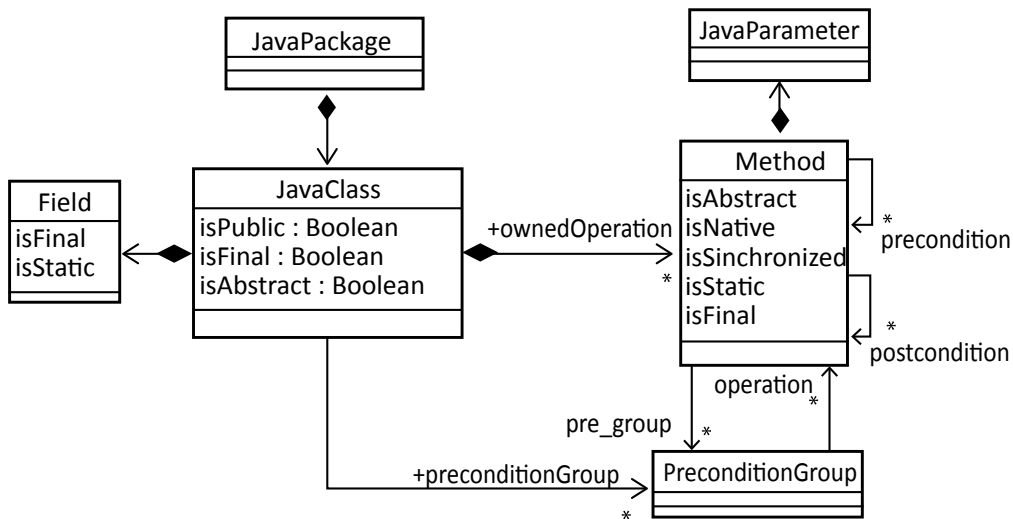 JavaPackage
JavaParameter
Field
isFinal
isStatic
JavaClass
isPublic : Boolean
isFinal : Boolean
isAbstract : Boolean
+ownedOperation
*
Method
isAbstract
isNative
isSinchronized
isStatic
isFinal
*
precondition
*
postcondition
operation
*
pre_group
*
+preconditionGroup
*
PreconditionGroup